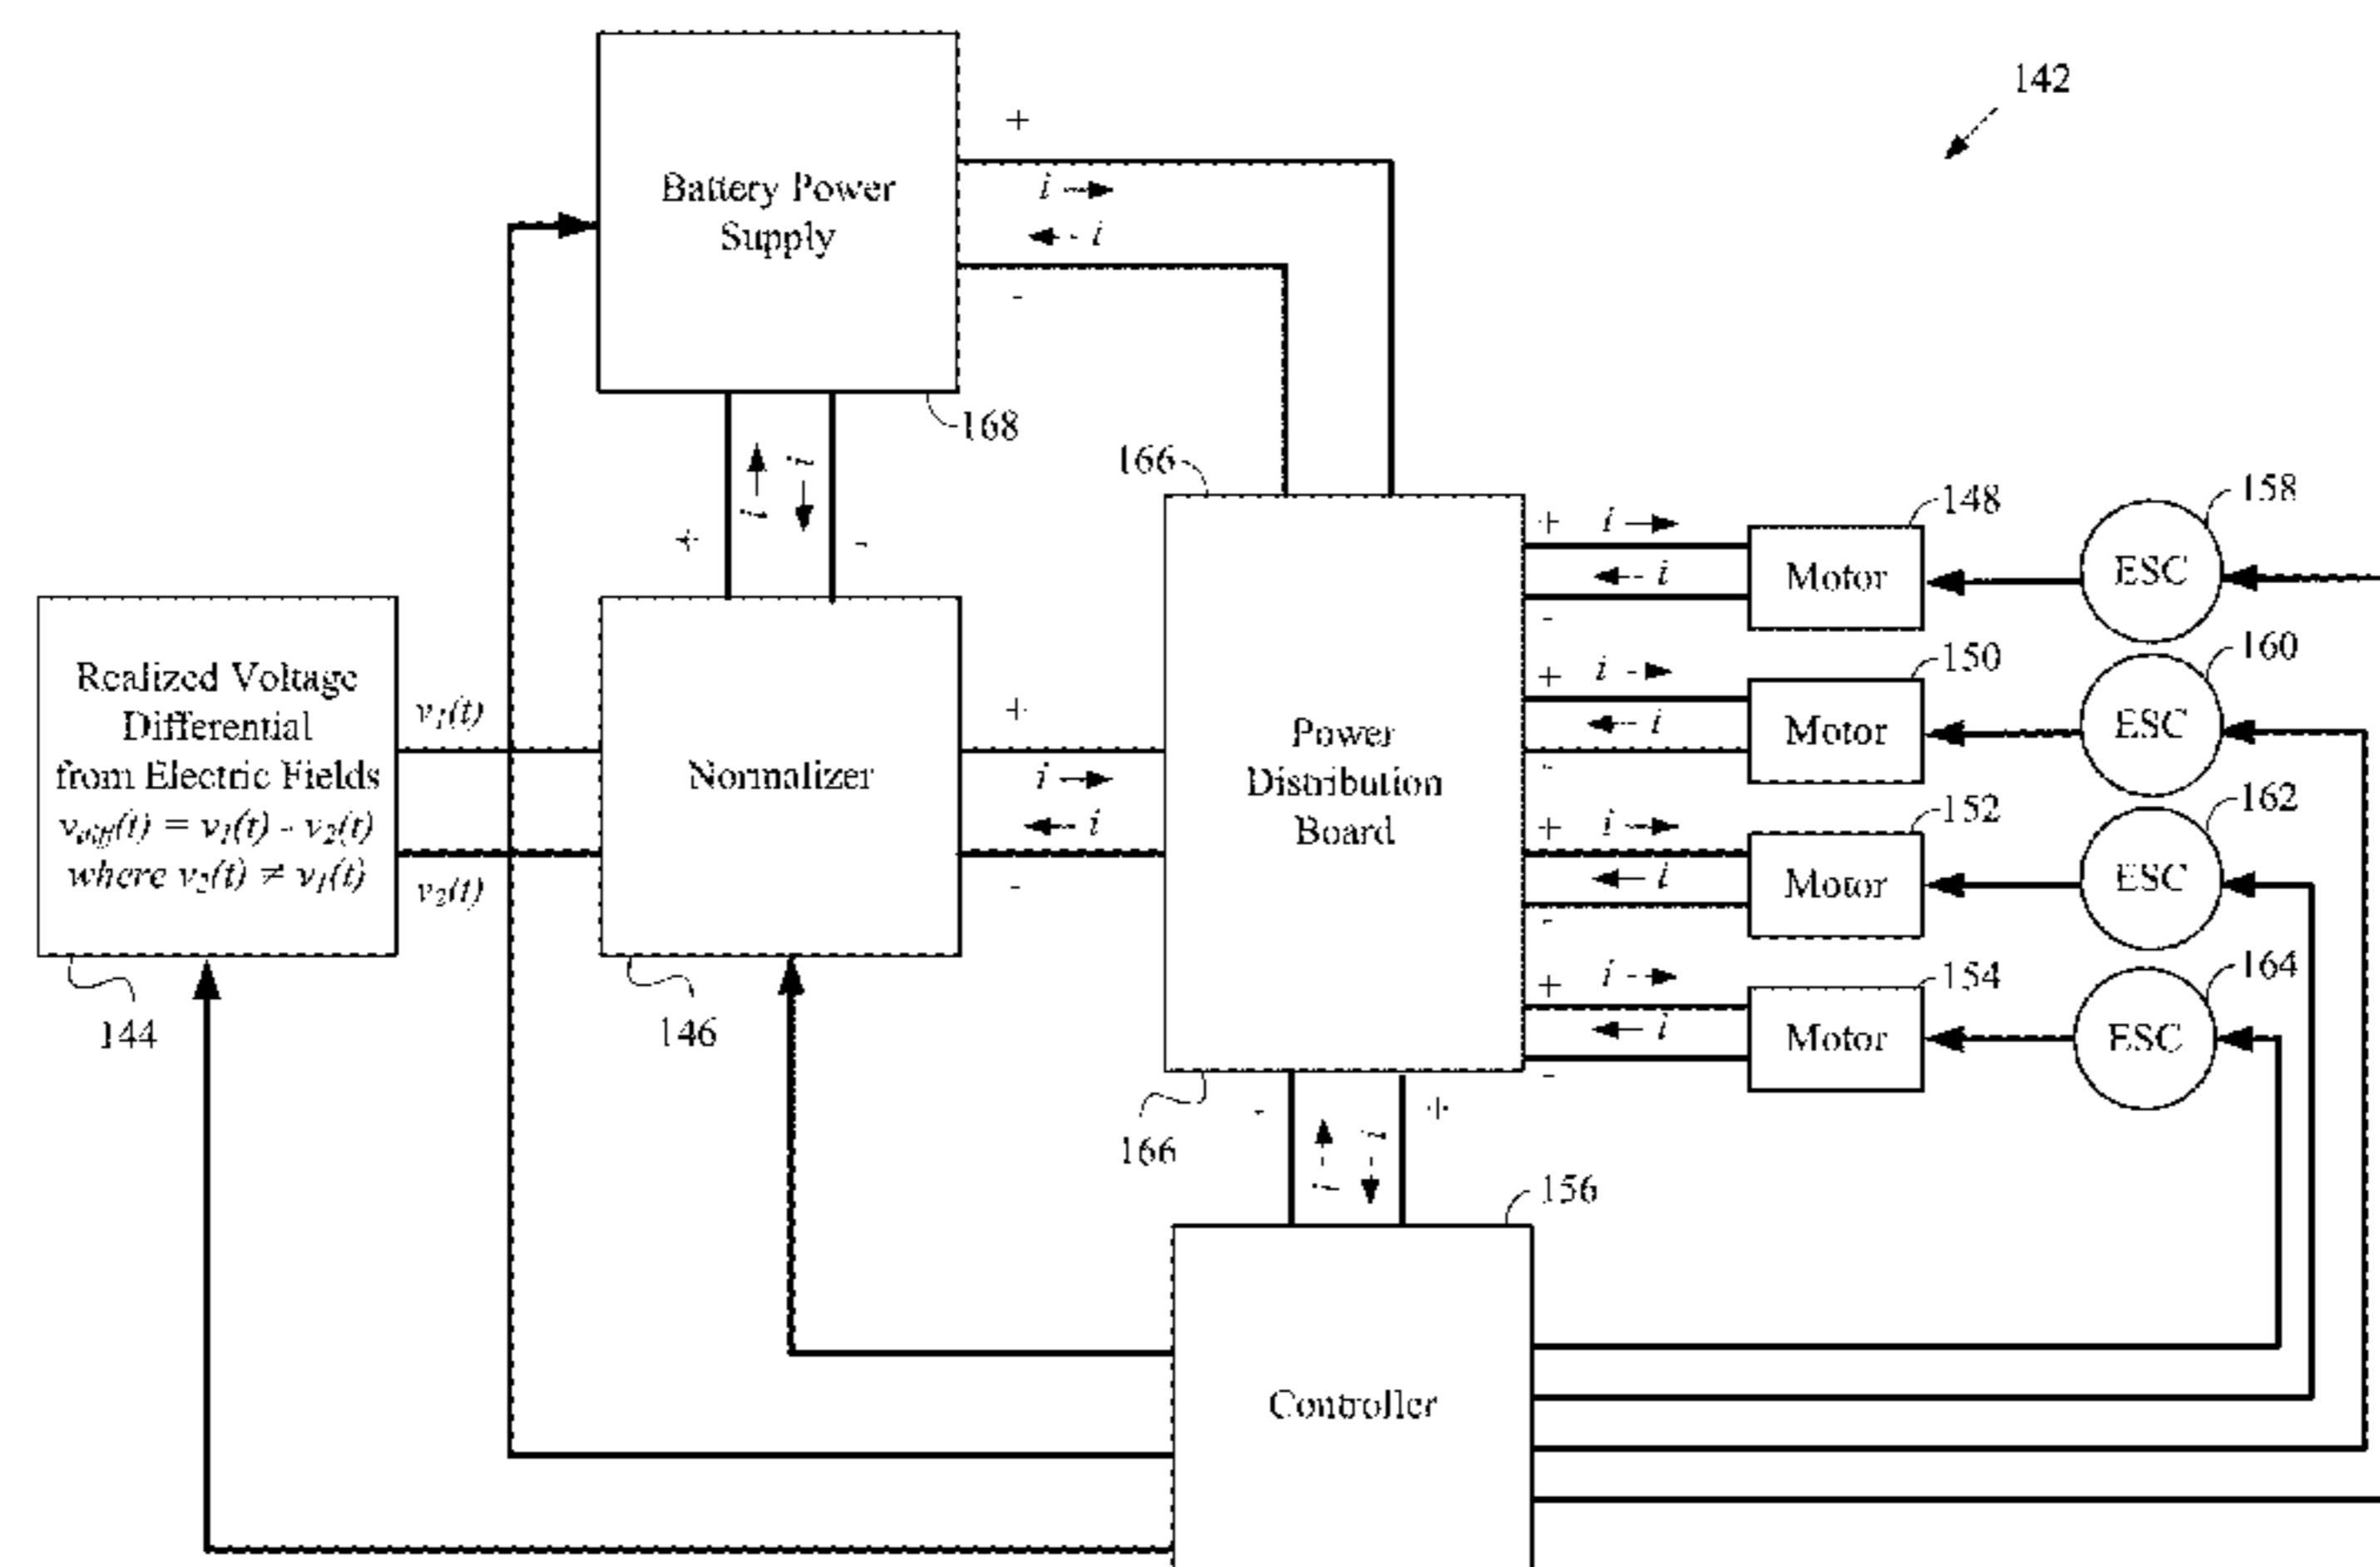 142
+
i
i
-
Battery Power
Supply
168
i
i
+
-
166
Realized Voltage
Differential
from Electric Fields
v_diff(t) = v₁(t) - v₂(t)
where v₂(t) ≠ v₁(t)
144
v₁(t)
v₂(t)
Normalizer
146
+
i
i
-
Power
Distribution
Board
166
+ i
i
-
Motor
148
ESC
158
+ i
i
-
Motor
150
ESC
160
+ i
i
-
Motor
152
ESC
162
+ i
i
-
Motor
154
ESC
164
- +
i
i
156
Controller